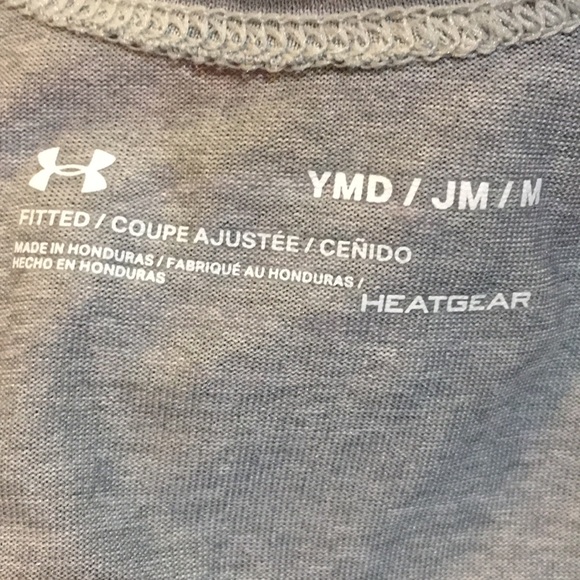 YMD / JM / M
FITTED / COUPE AJUSTÉE / CEÑIDO
MADE IN HONDURAS / FABRIQUÉ AU HONDURAS /
HECHO EN HONDURAS
HEATGEAR